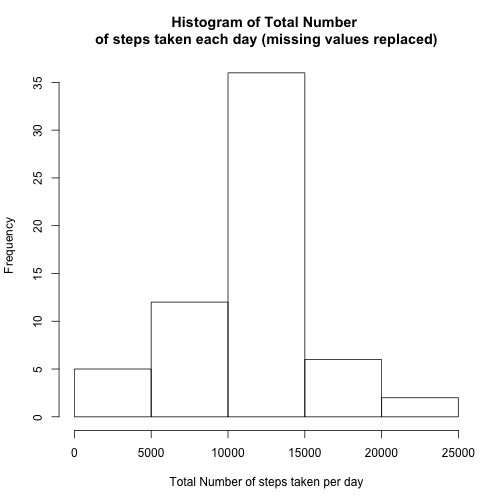 Histogram of Total Number
of steps taken each day (missing values replaced)
Frequency
35
30
25
20
15
10
5
0
0 5000 10000 15000 20000 25000
Total Number of steps taken per day